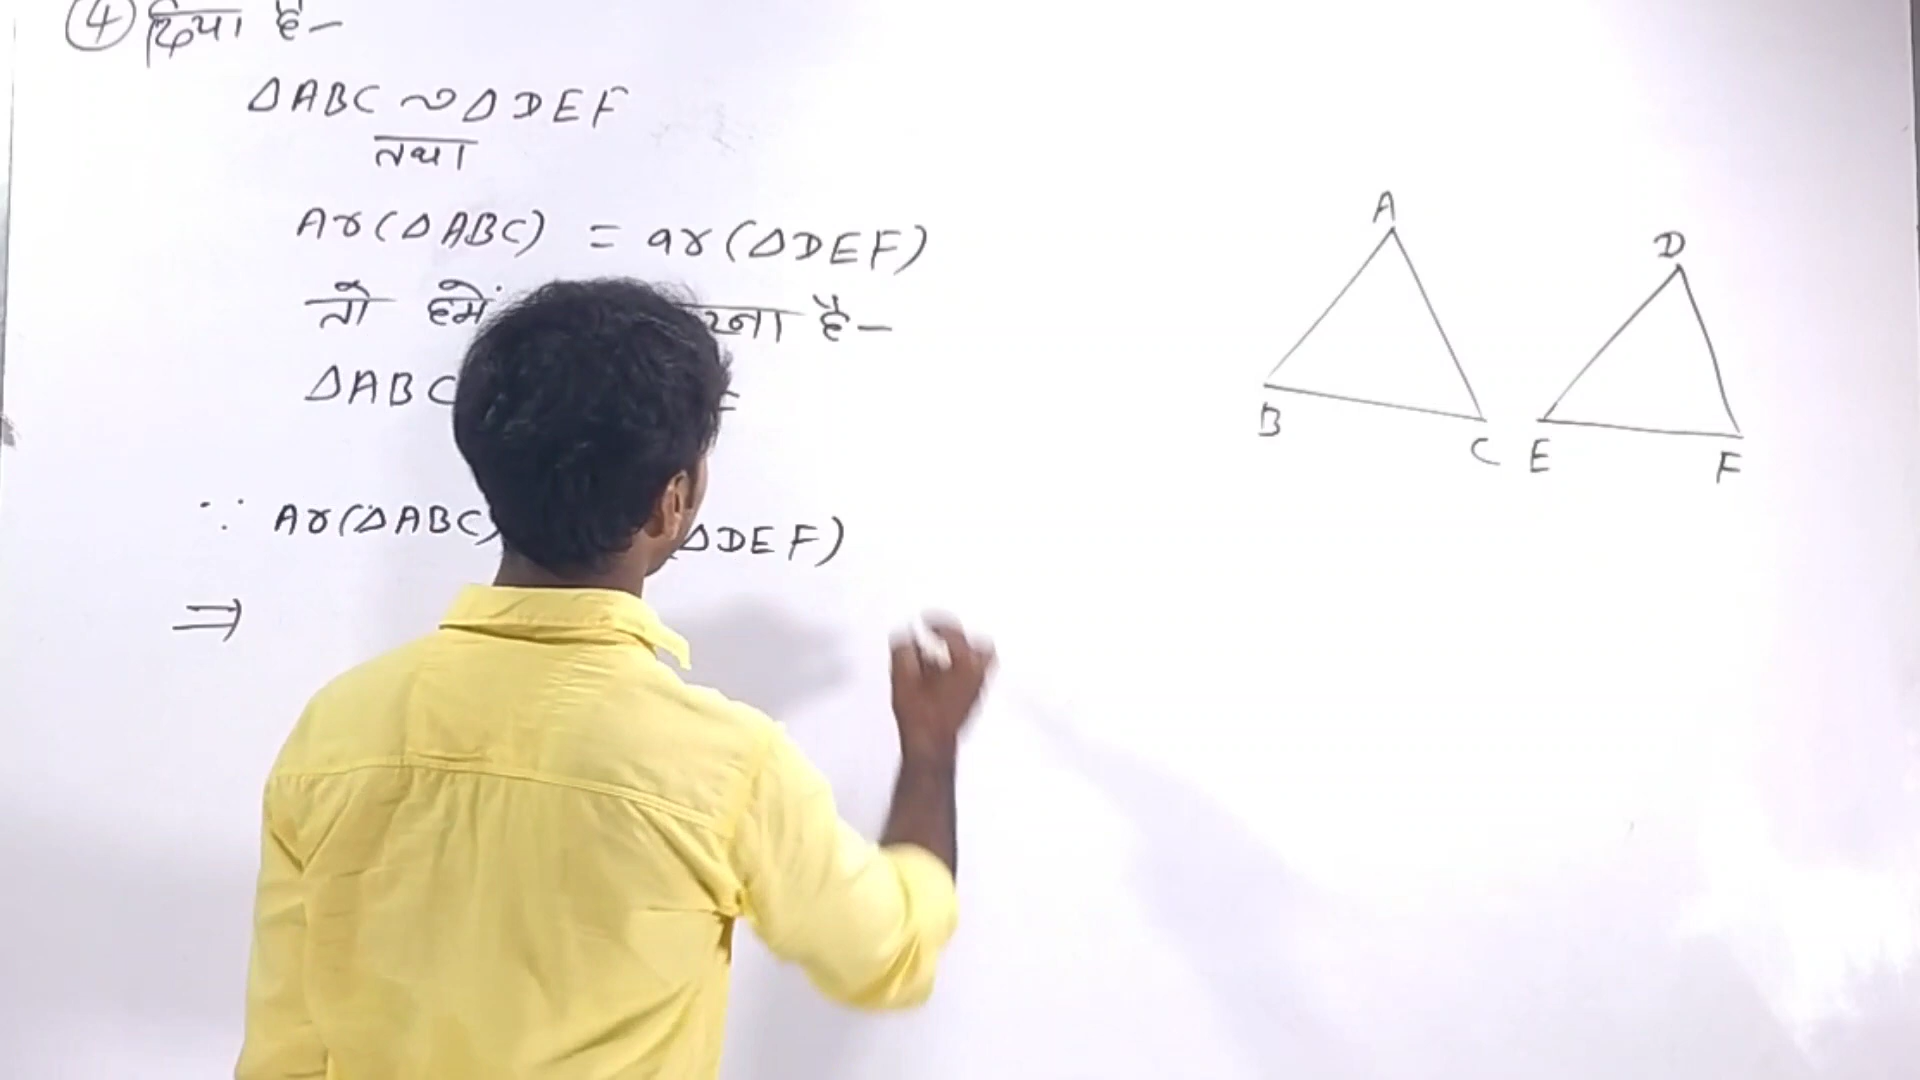 ④ दिया है-
ΔABC ~ ΔDEF
तथा
Ar(ΔABC) = ar(ΔDEF)
तो हमें है-
ΔABC F
∵ Ar(ΔABC) ΔDEF)
⇒
A
B
C
D
E
F